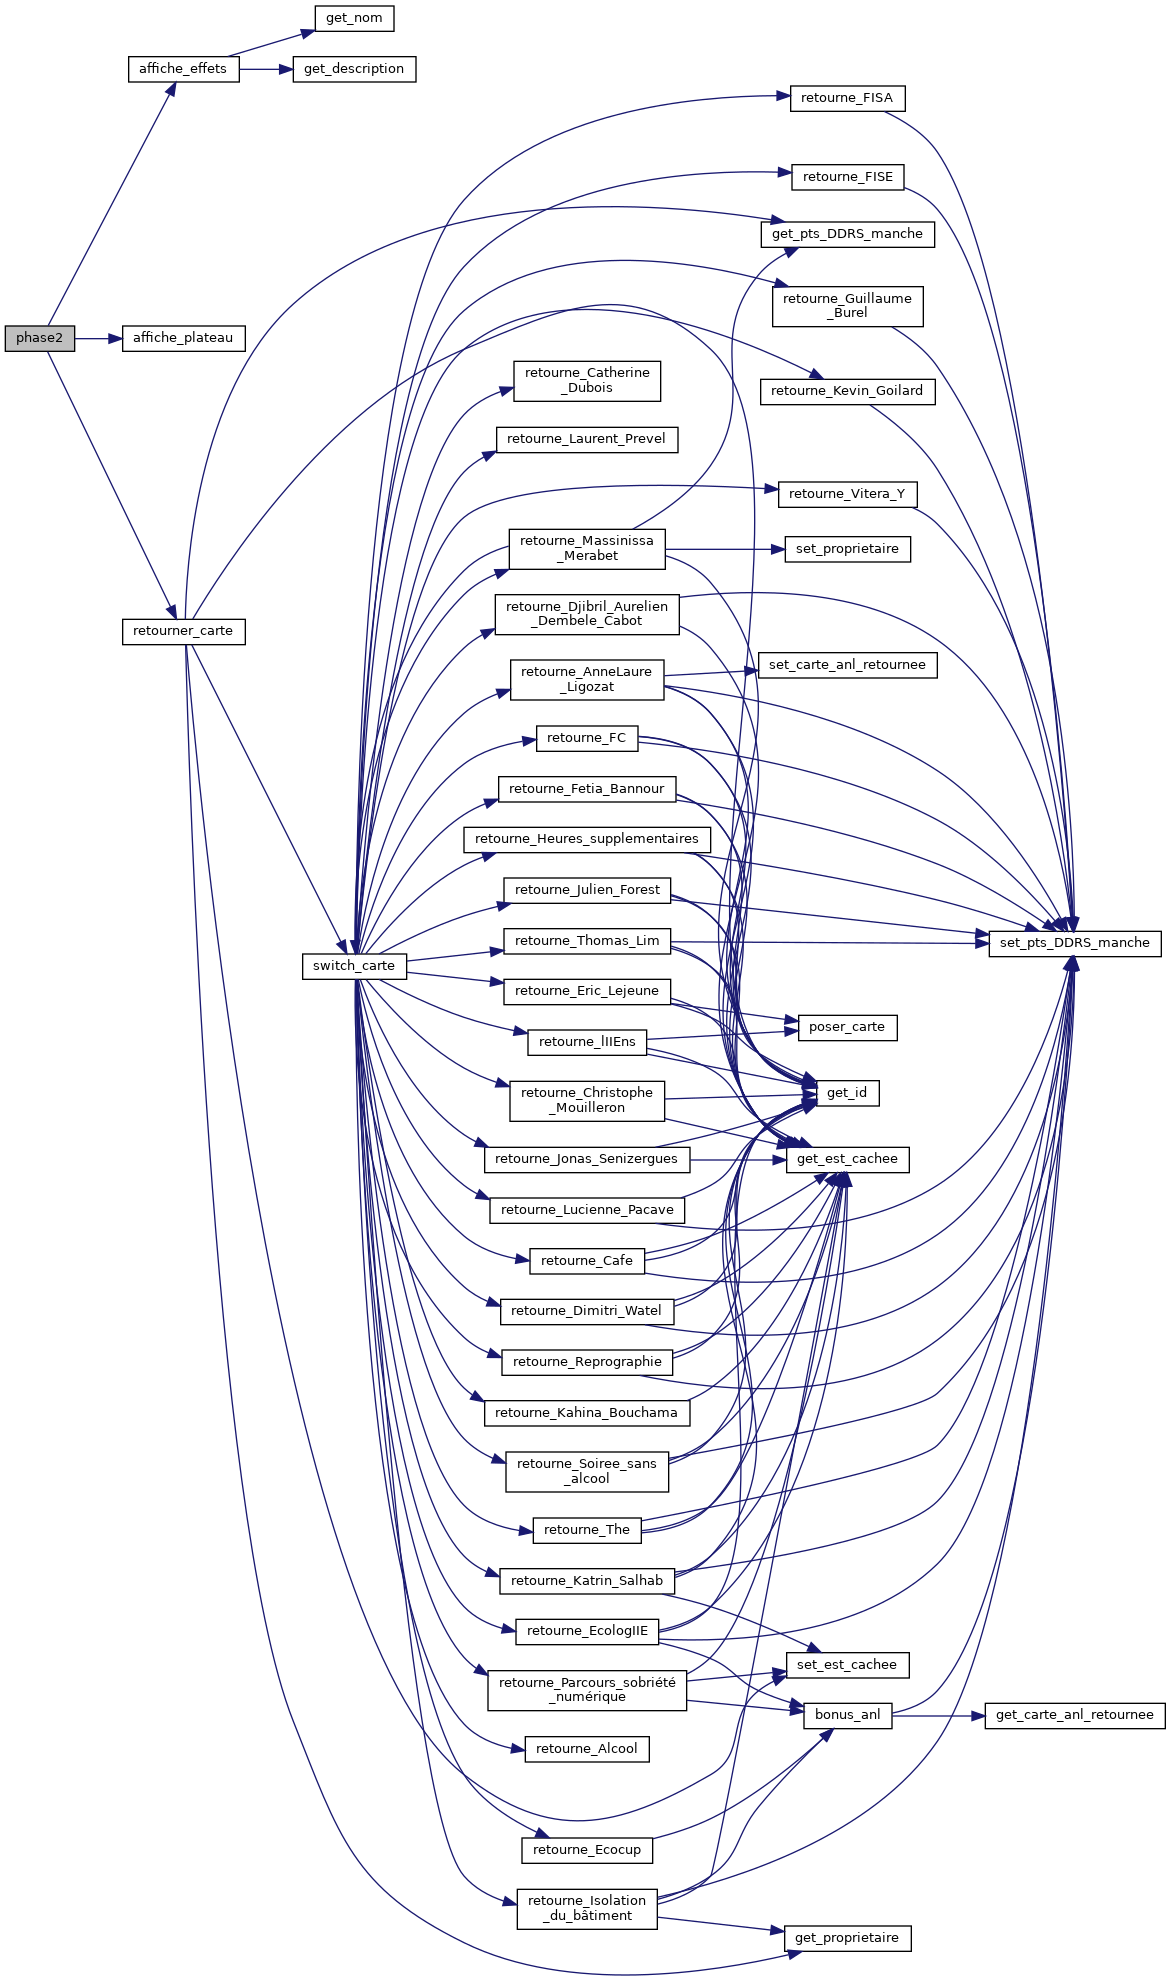 get_nom
affiche_effets
get_description
retourne_FISA
retourne_FISE
get_pts_DDRS_manche
retourne_Guillaume
_Burel
phase2
affiche_plateau
retourne_Catherine
_Dubois
retourne_Kevin_Goilard
retourne_Laurent_Prevel
retourne_Vitera_Y
retourne_Massinissa
_Merabet
set_proprietaire
retourne_Djibril_Aurelien
_Dembele_Cabot
retourner_carte
retourne_AnneLaure
_Ligozat
set_carte_anl_retournee
retourne_FC
retourne_Fetia_Bannour
retourne_Heures_supplementaires
retourne_Julien_Forest
retourne_Thomas_Lim
set_pts_DDRS_manche
switch_carte
retourne_Eric_Lejeune
poser_carte
retourne_lIIEns
retourne_Christophe
_Mouilleron
get_id
retourne_Jonas_Senizergues
get_est_cachee
retourne_Lucienne_Pacave
retourne_Cafe
retourne_Dimitri_Watel
retourne_Reprographie
retourne_Kahina_Bouchama
retourne_Soiree_sans
_alcool
retourne_The
retourne_Katrin_Salhab
retourne_EcologIIE
set_est_cachee
retourne_Parcours_sobriété
_numérique
bonus_anl
get_carte_anl_retournee
retourne_Alcool
retourne_Ecocup
retourne_Isolation
_du_bâtiment
get_proprietaire